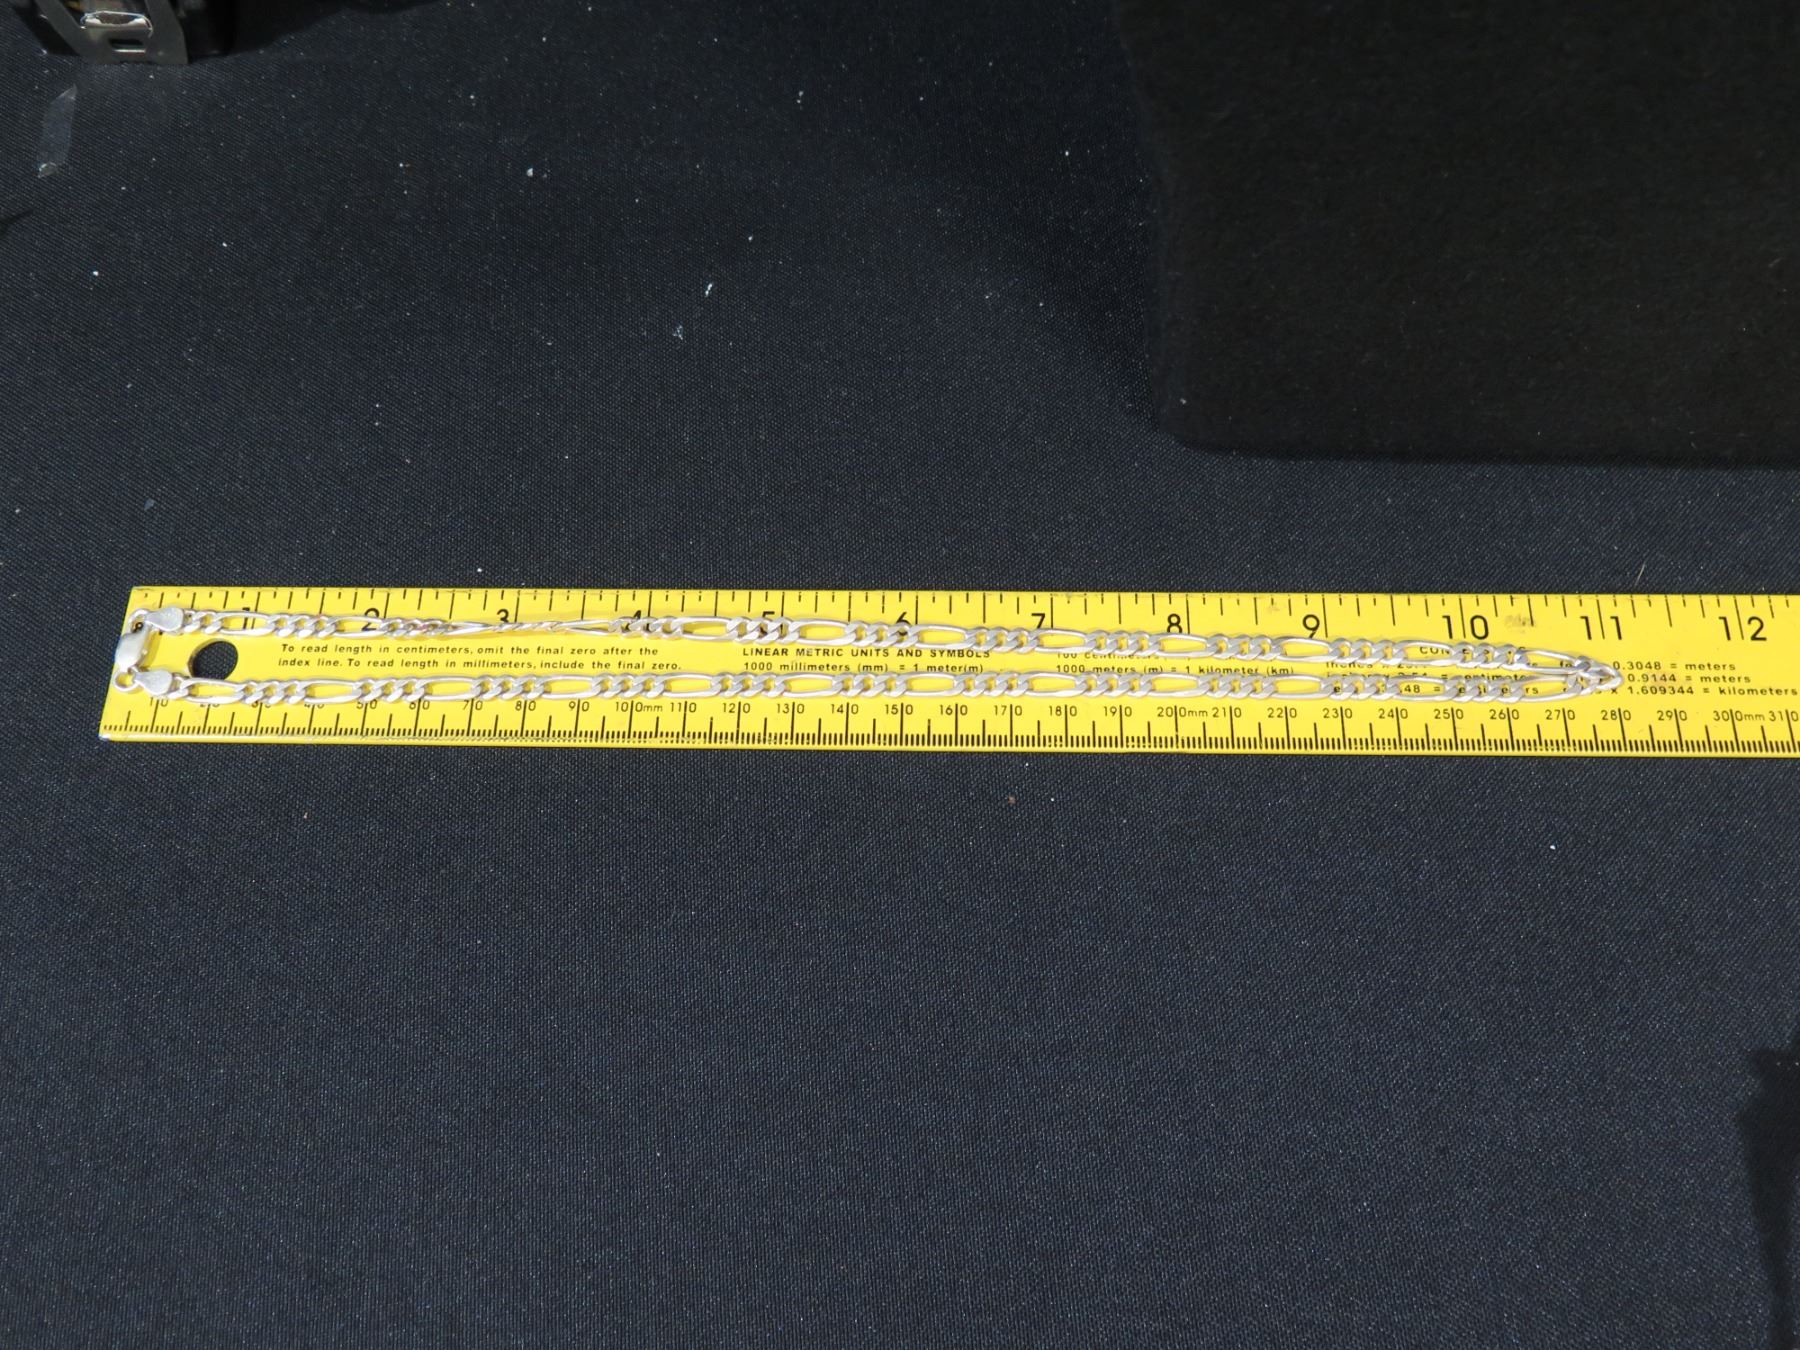 1 2 3 4 5 6 7 8 9 10 11 12
To read length in centimeters, omit the final zero after the
index line. To read length in millimeters, include the final zero.
LINEAR METRIC UNITS AND SYMBOLS
1000 millimeters (mm) = 1 meter(m)
1000 meters (m) = 1 kilometer (km)
0.3048 = meters
0.9144 = meters
x 1.609344 = kilometers
10 20 30 40 50 60 70 80 90 100mm 110 120 130 140 150 160 170 180 190 200mm 210 220 230 240 250 260 270 280 290 300mm 310